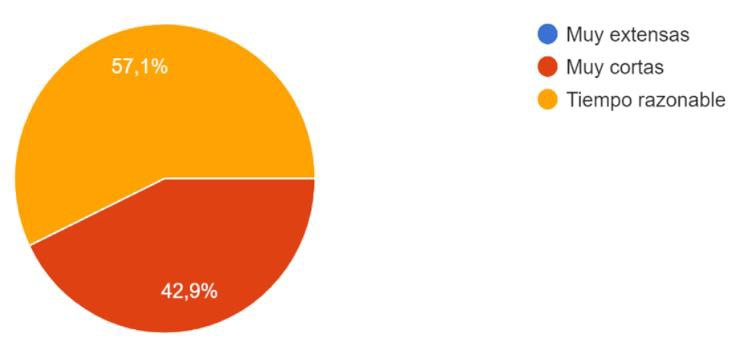 57,1%
42,9%
Muy extensas
Muy cortas
Tiempo razonable